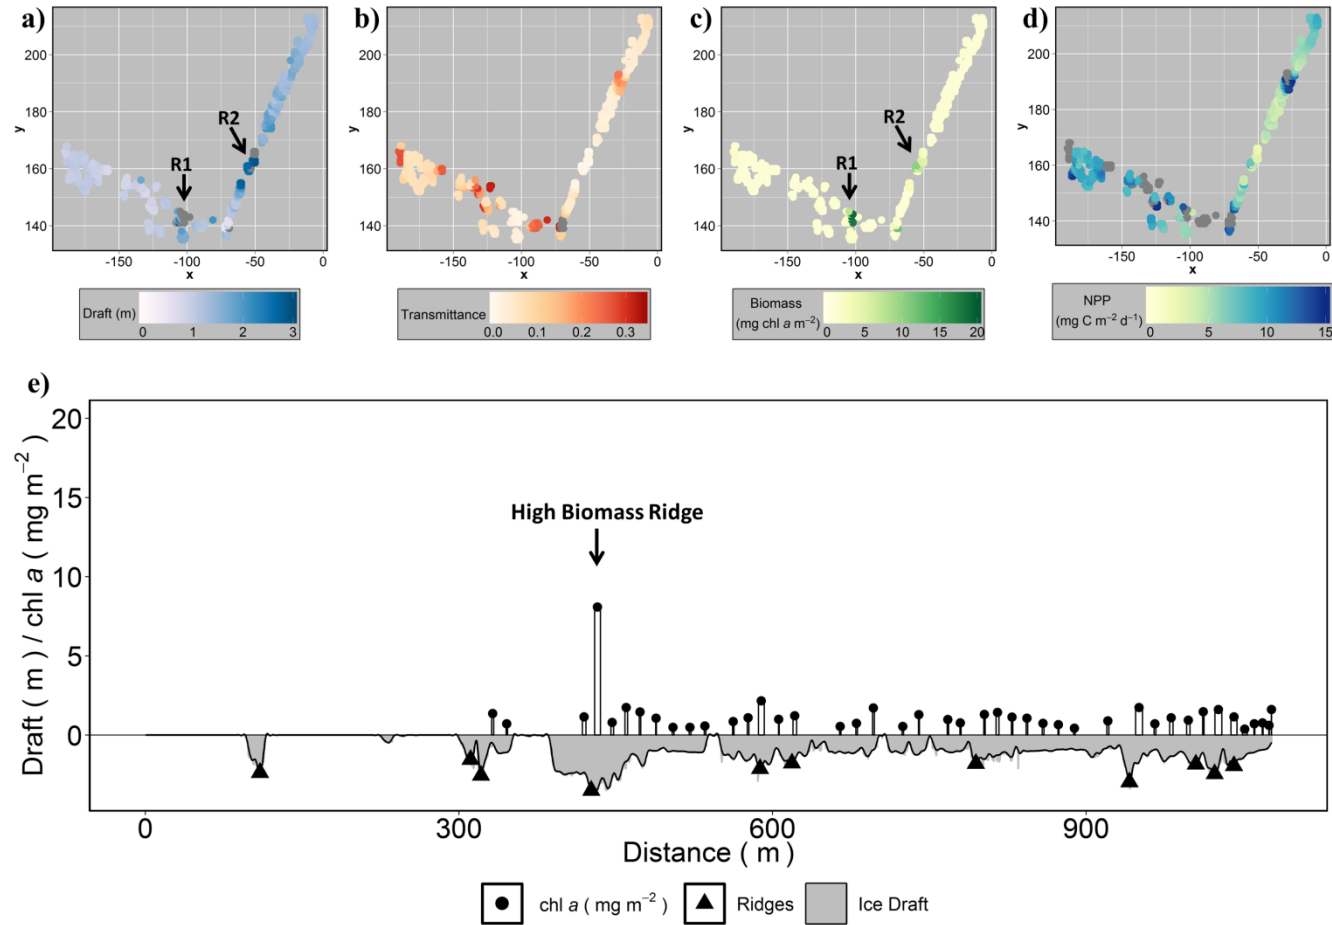 a)
b)
c)
d)
200
180
160
140
y
R2
R1
-150
-100
-50
0
x
200
180
160
140
y
-150
-100
-50
0
x
200
180
160
140
y
R2
R1
-150
-100
-50
0
x
200
180
160
140
y
-150
-100
-50
0
x
Draft (m)
0
1
2
3
Transmittance
0.0
0.1
0.2
0.3
Biomass
(mg chl a m⁻²)
0
5
10
15
20
NPP
(mg C m⁻² d⁻¹)
0
5
10
15
e)
20
15
10
5
0
Draft ( m ) / chl a ( mg m⁻² )
High Biomass Ridge
0
300
600
900
Distance ( m )
chl a ( mg m⁻² )
Ridges
Ice Draft